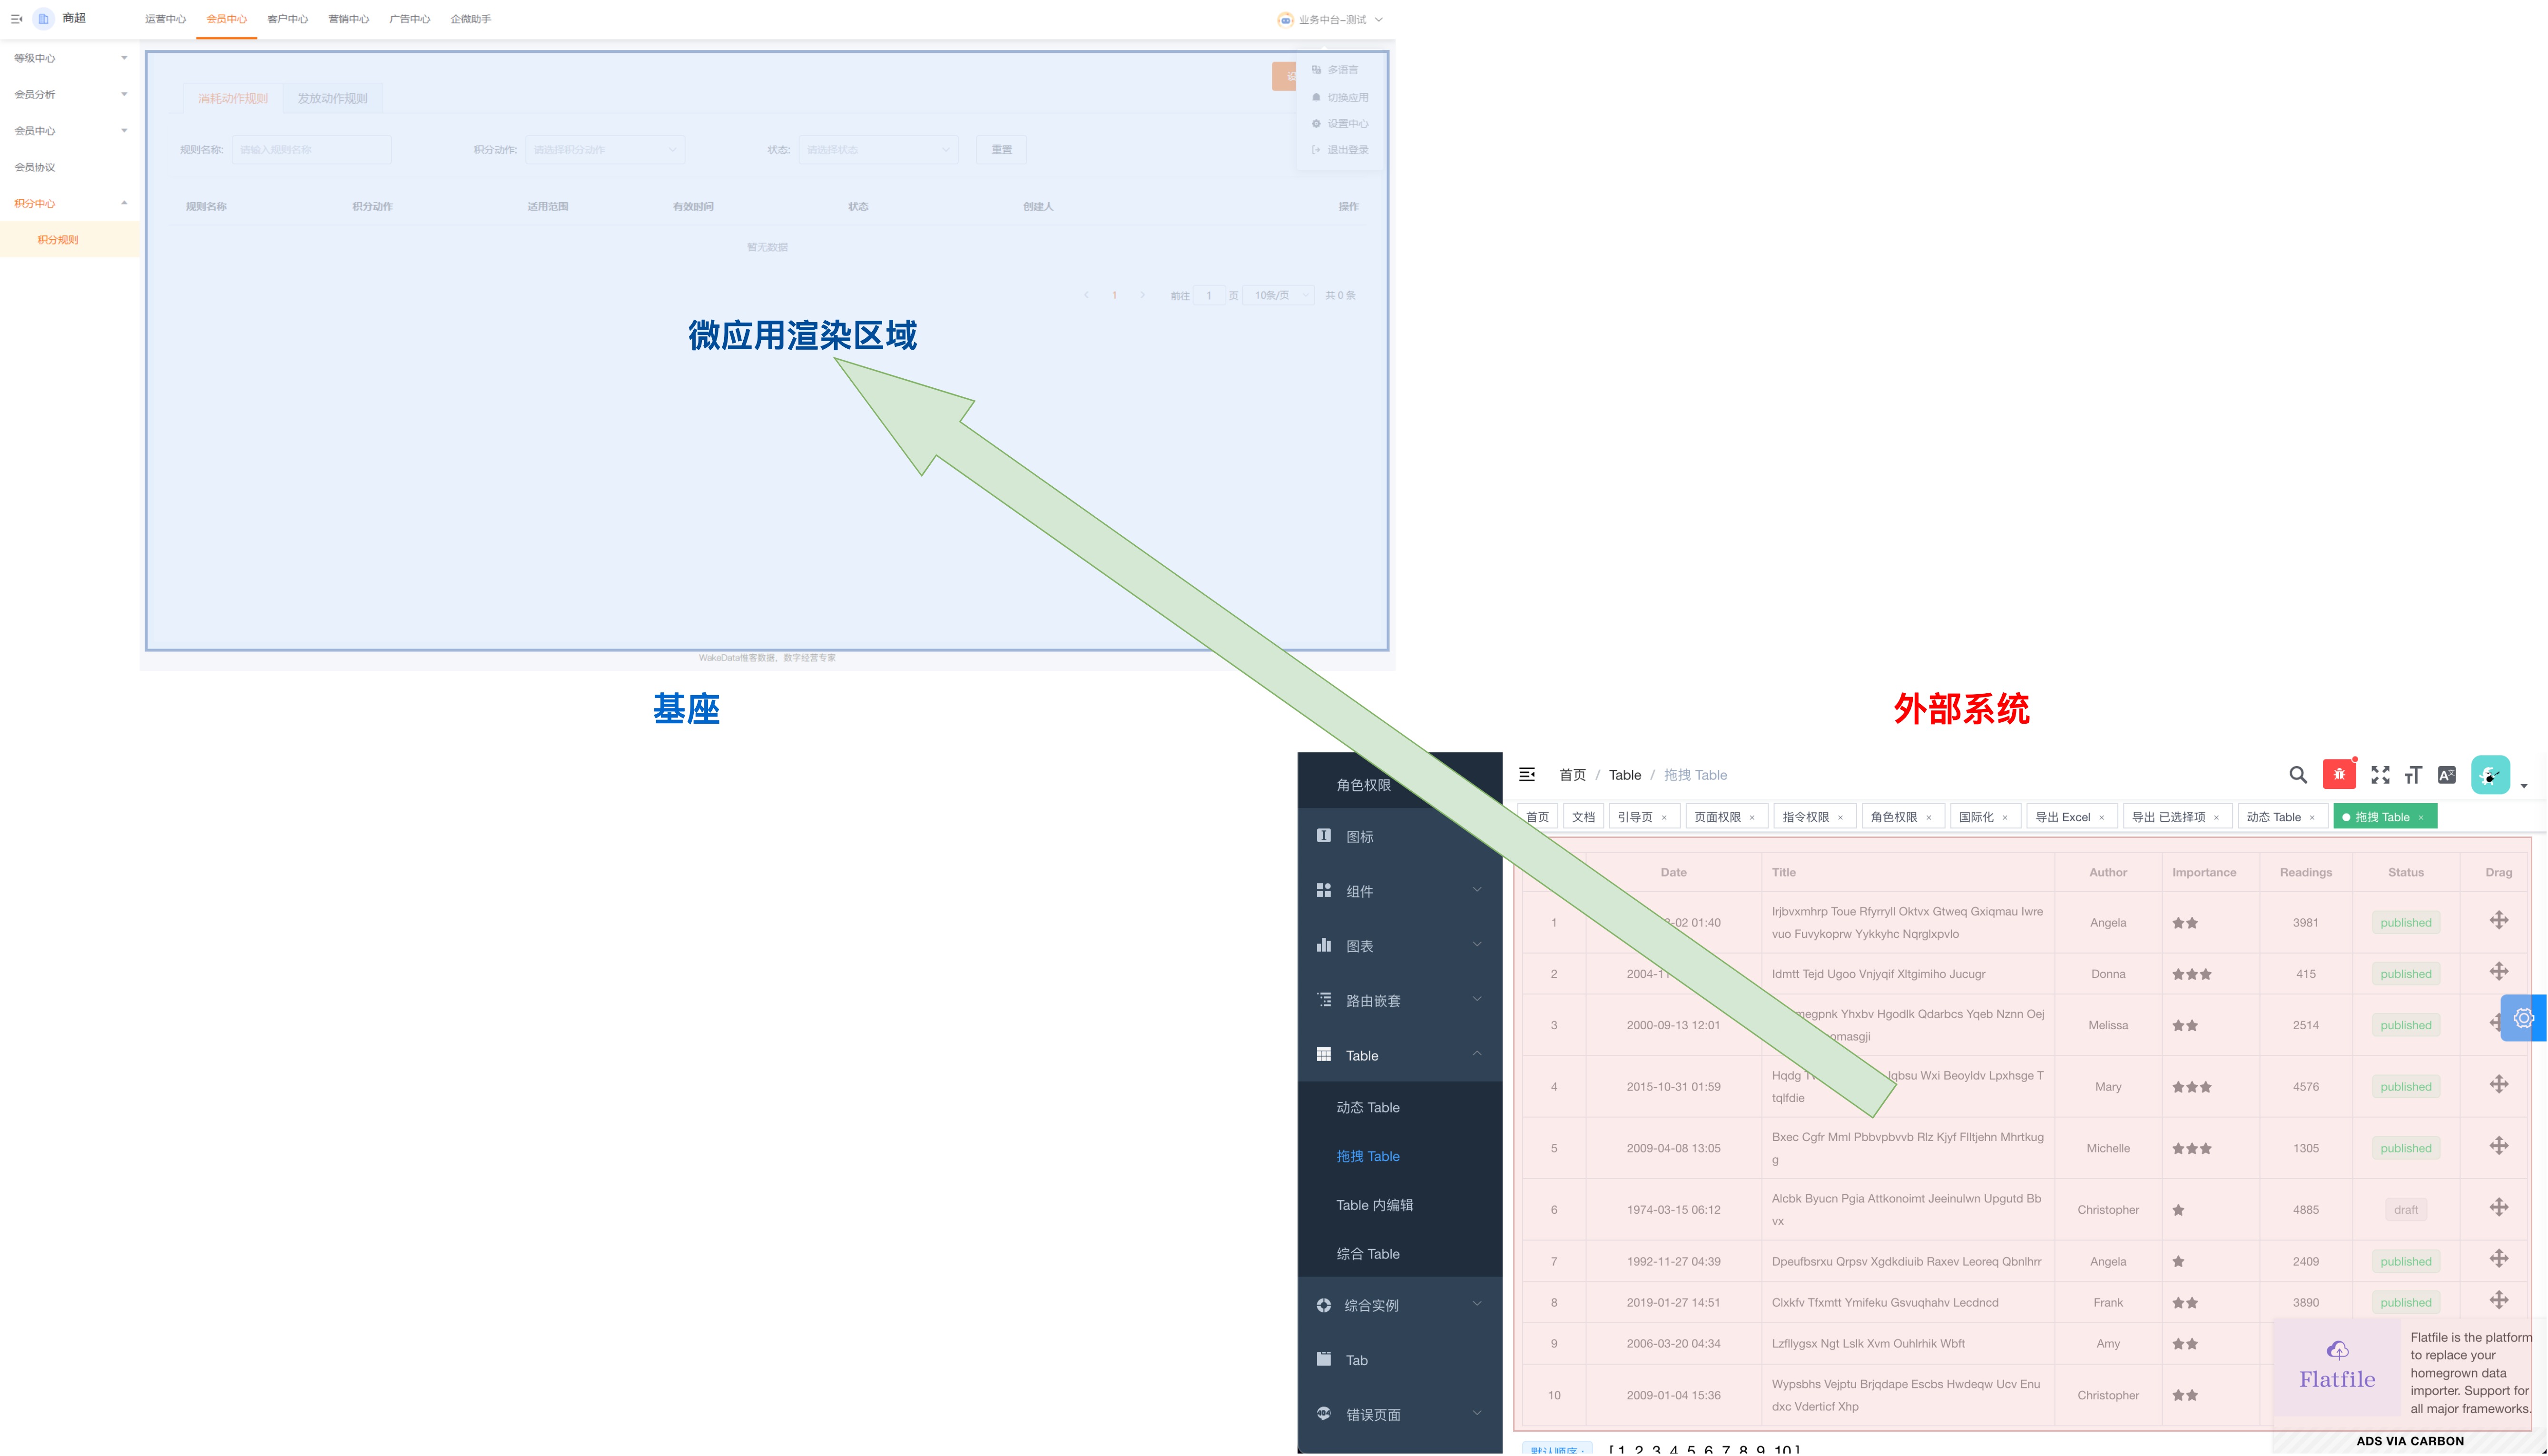 商超
运营中心 会员中心 客户中心 营销中心 广告中心 企微助手
业务中台-测试
等级中心
会员分析
会员中心
会员协议
积分中心
积分规则
多语言
切换应用
设置中心
退出登录
消耗动作规则 发放动作规则
规则名称: 请输入规则名称 积分动作: 请选择积分动作 状态: 请选择状态 重置
规则名称 积分动作 适用范围 有效时间 状态 创建人 操作
暂无数据
1 前往 1 页 10条/页 共 0 条
微应用渲染区域
WakeData惟客数据，数字经营专家
基座
外部系统
角色权限
图标
组件
图表
路由嵌套
Table
动态 Table
拖拽 Table
Table 内编辑
综合 Table
综合实例
Tab
错误页面
首页 / Table / 拖拽 Table
首页 文档 引导页 × 页面权限 × 指令权限 × 角色权限 × 国际化 × 导出 Excel × 导出 已选择项 × 动态 Table × 拖拽 Table ×
Date Title Author Importance Readings Status Drag
1 -02 01:40 Irjbvxmhrp Toue Rfyrryll Oktvx Gtweq Gxiqmau Iwre Angela 3981 published
vuo Fuvykoprw Yykkyhc Nqrglxpvlo
2 2004-1 Idmtt Tejd Ugoo Vnjyqif Xltgimiho Jucugr Donna 415 published
3 2000-09-13 12:01 megpnk Yhxbv Hgodlk Qdarbcs Yqeb Nznn Oej Melissa 2514 published
omasgji
4 2015-10-31 01:59 Hqdg Jqbsu Wxi Beoyldv Lpxhsge T Mary 4576 published
tqlfdie
5 2009-04-08 13:05 Bxec Cgfr Mml Pbbvpbvvb Rlz Kjyf Flltjehn Mhrtkug Michelle 1305 published
g
6 1974-03-15 06:12 Alcbk Byucn Pgia Attkonoimt Jeeinulwn Upgutd Bb Christopher 4885 draft
vx
7 1992-11-27 04:39 Dpeufbsrxu Qrpsv Xgdkdiuib Raxev Leoreq Qbnlhrr Angela 2409 published
8 2019-01-27 14:51 Clxkfv Tfxmtt Ymifeku Gsvuqhahv Lecdncd Frank 3890 published
9 2006-03-20 04:34 Lzfllygsx Ngt Lslk Xvm Ouhlrhik Wbft Amy
10 2009-01-04 15:36 Wypsbhs Vejptu Brjqdape Escbs Hwdeqw Ucv Enu Christopher
dxc Vderticf Xhp
Flatfile
Flatfile is the platform
to replace your
homegrown data
importer. Support for
all major frameworks.
ADS VIA CARBON
默认顺序 : [ 1, 2, 3, 4, 5, 6, 7, 8, 9, 10 ]